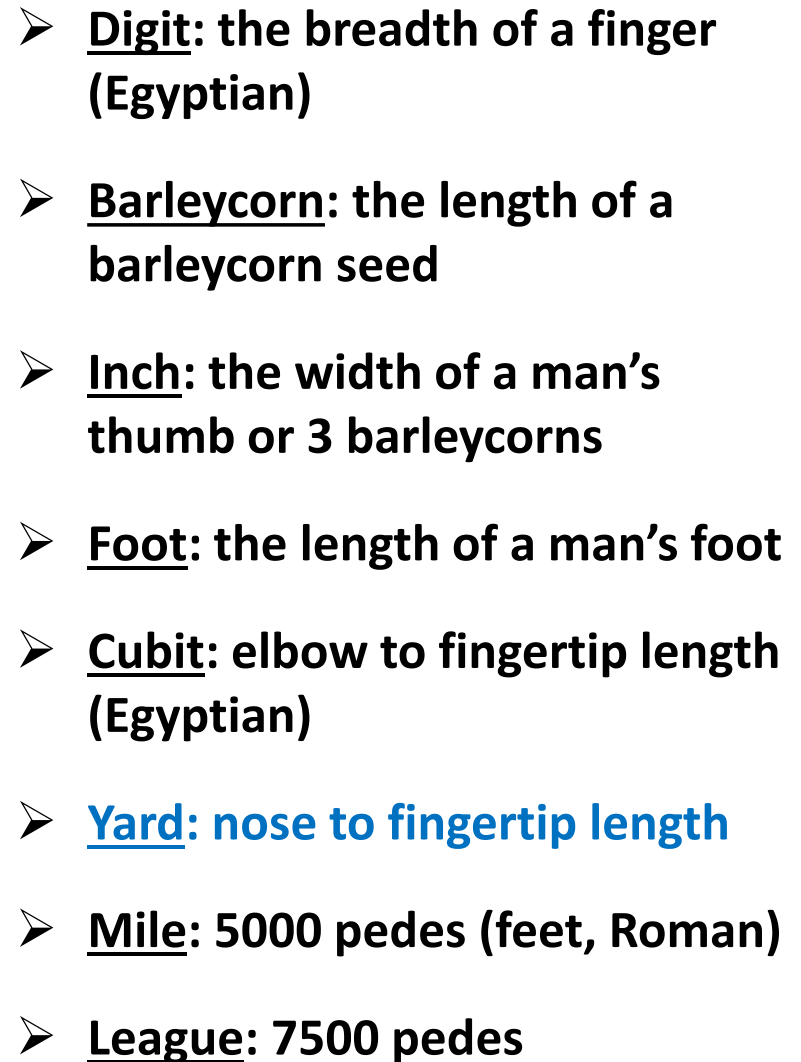 ➢ Digit: the breadth of a finger
(Egyptian)
➢ Barleycorn: the length of a
barleycorn seed
➢ Inch: the width of a man’s
thumb or 3 barleycorns
➢ Foot: the length of a man’s foot
➢ Cubit: elbow to fingertip length
(Egyptian)
➢ Yard: nose to fingertip length
➢ Mile: 5000 pedes (feet, Roman)
➢ League: 7500 pedes